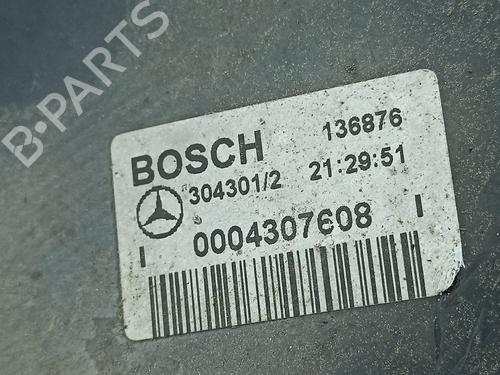 B-PARTS
BOSCH 136876
304301/2 21:29:51
I 0004307608 I